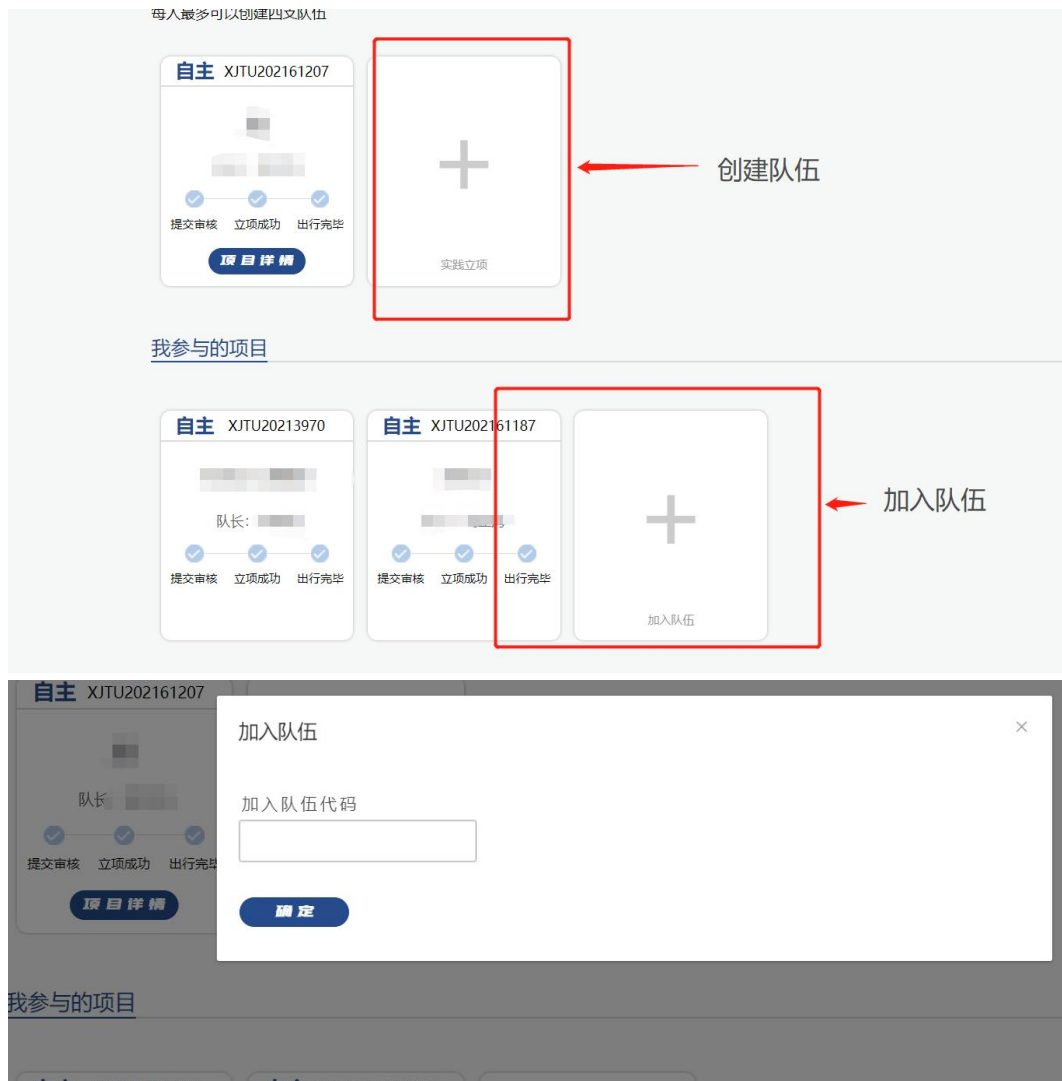 每人最多可以创建四支队伍
自主 XJTU202161207
提交审核 立项成功 出行完毕
项目详情
实践立项
创建队伍
我参与的项目
自主 XJTU20213970
队长：
提交审核 立项成功 出行完毕
自主 XJTU202161187
提交审核 立项成功 出行完毕
加入队伍
加入队伍
自主 XJTU202161207
队长
提交审核 立项成功 出行完毕
项目详情
加入队伍
加入队伍代码
确定
我参与的项目